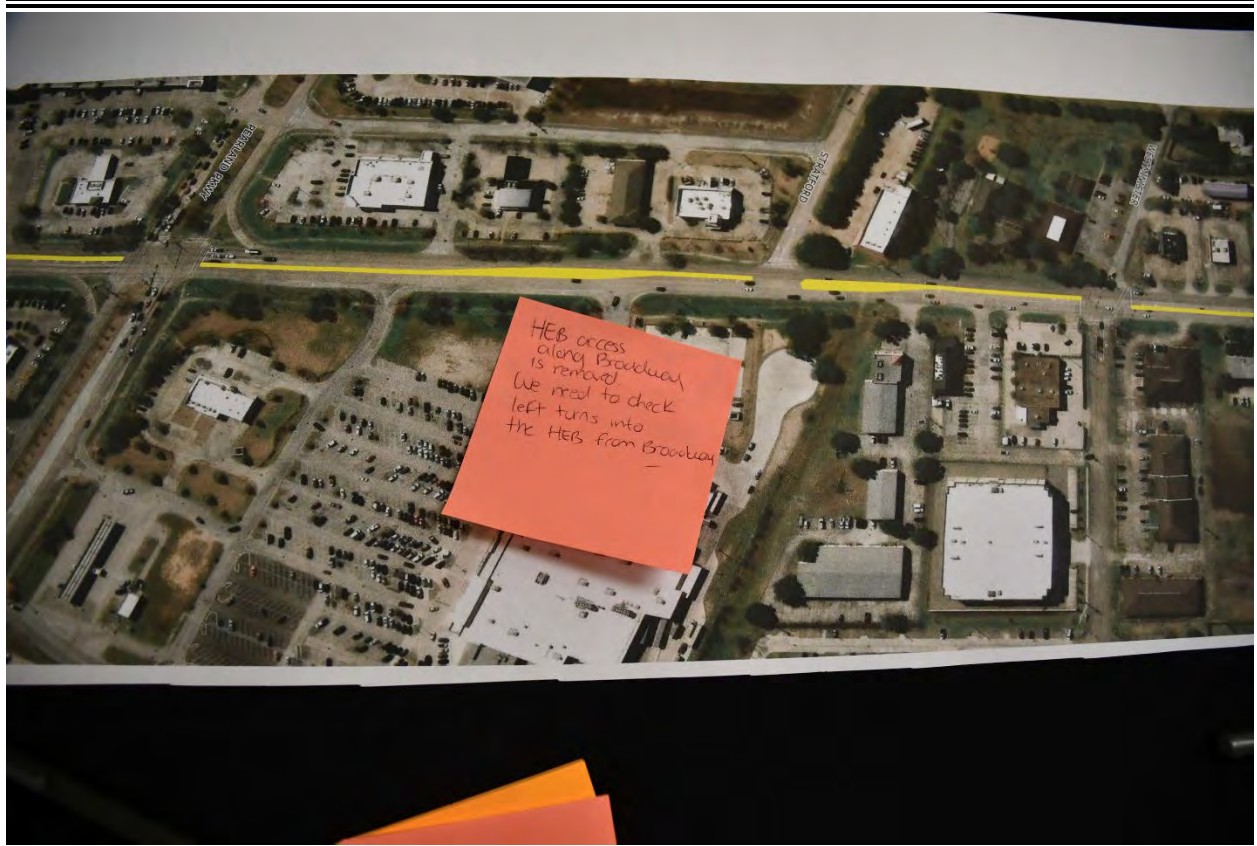 PEARLAND PKWY
STRATFORD
WESTMINSTER
HEB access
along Broadway
is removed
We need to check
left turns into
the HEB from Broadway